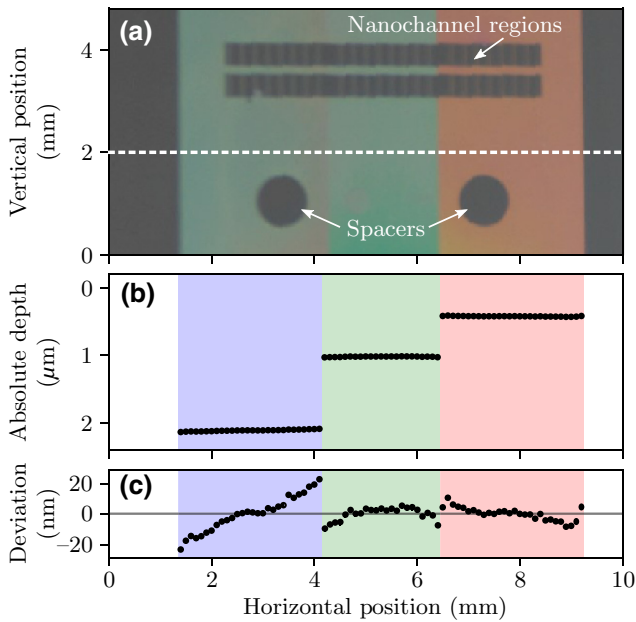 (a)
Nanochannel regions
Spacers
Vertical position
(mm)
4
2
0
(b)
Absolute depth
(μm)
0
1
2
(c)
Deviation
(nm)
20
0
−20
0 2 4 6 8 10
Horizontal position (mm)